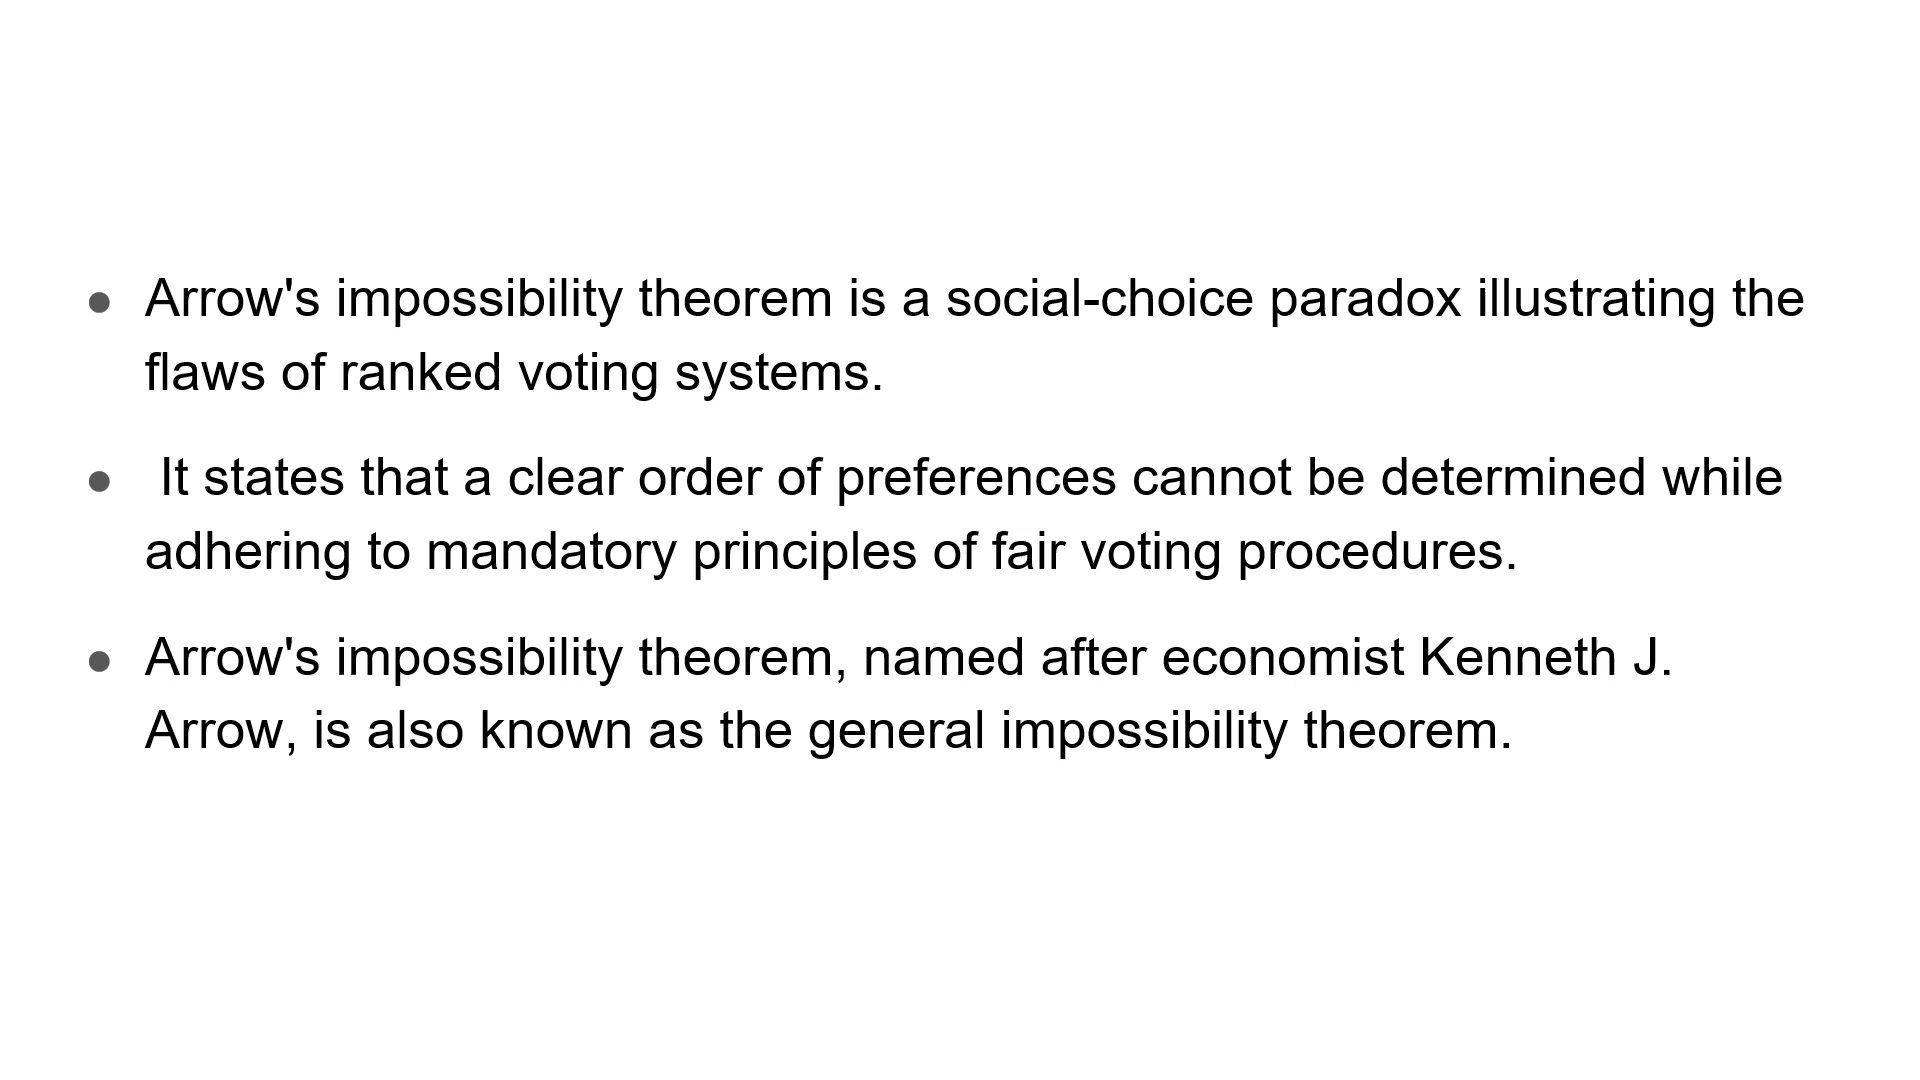 ● Arrow's impossibility theorem is a social-choice paradox illustrating the
flaws of ranked voting systems.
● It states that a clear order of preferences cannot be determined while
adhering to mandatory principles of fair voting procedures.
● Arrow's impossibility theorem, named after economist Kenneth J.
Arrow, is also known as the general impossibility theorem.